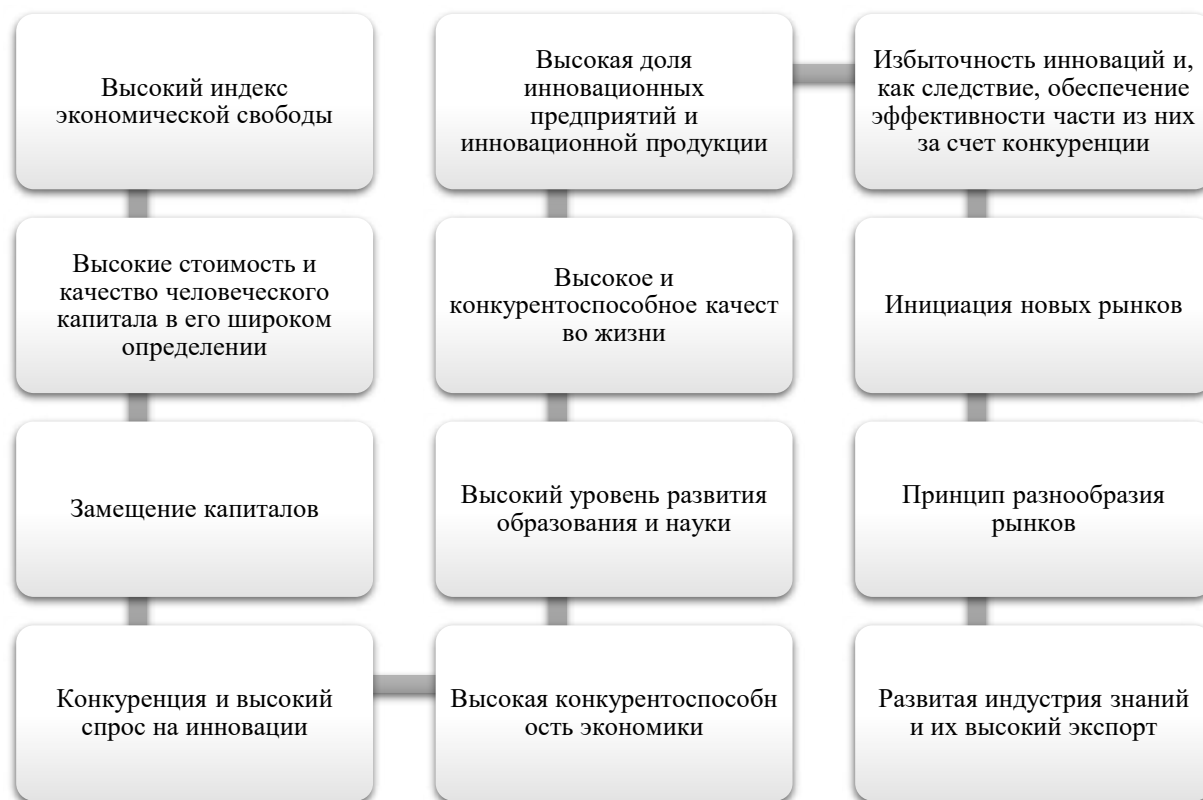 Высокий индекс
экономической свободы
Высокие стоимость и
качество человеческого
капитала в его широком
определении
Замещение капиталов
Конкуренция и высокий
спрос на инновации
Высокая конкурентоспособн
ость экономики
Высокий уровень развития
образования и науки
Высокое и
конкурентоспособное качест
во жизни
Высокая доля
инновационных
предприятий и
инновационной продукции
Избыточность инноваций и,
как следствие, обеспечение
эффективности части из них
за счет конкуренции
Инициация новых рынков
Принцип разнообразия
рынков
Развитая индустрия знаний
и их высокий экспорт